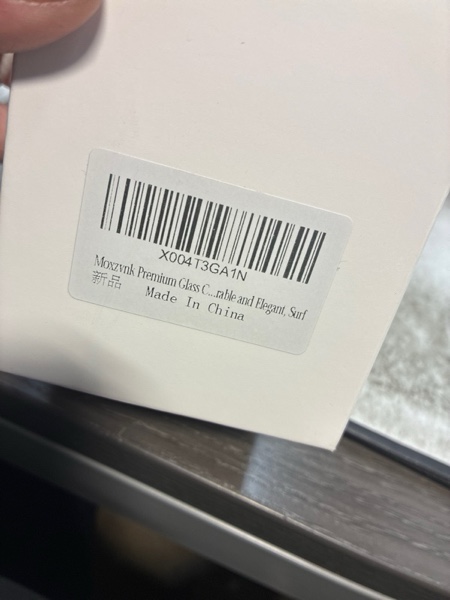 X004T3GA1N
Moxzvnk Premium Glass C...rable and Elegant, Surf
新品
Made In China